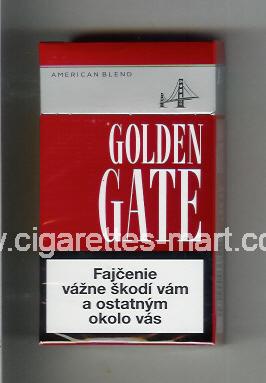 AMERICAN BLEND
GOLDEN
GATE
www.cigarettes-mart.com
Fajčenie
vážne škodí vám
a ostatným
okolo vás